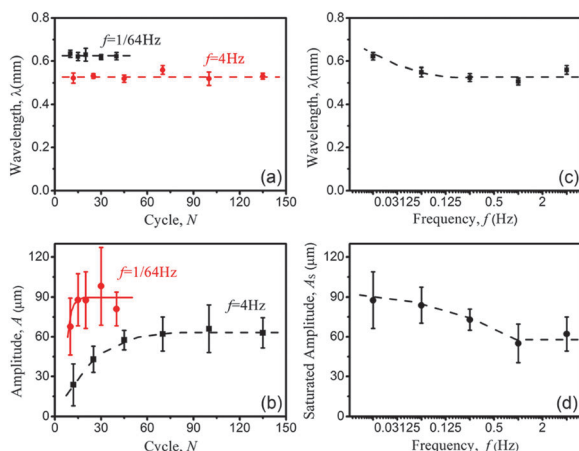 0.8
0.6
0.4
0.2
0.0
Wavelength, λ(mm)
f=1/64Hz
f=4Hz
(a)
0 30 60 90 120 150
Cycle, N
0.8
0.6
0.4
0.2
0.0
Wavelength, λ(mm)
(c)
0.03125 0.125 0.5 2
Frequency, f (Hz)
120
90
60
30
0
Amplitude, A (μm)
f=1/64Hz
f=4Hz
(b)
0 30 60 90 120 150
Cycle, N
120
90
60
30
0
Saturated Amplitude, As (μm)
(d)
0.03125 0.125 0.5 2
Frequency, f (Hz)